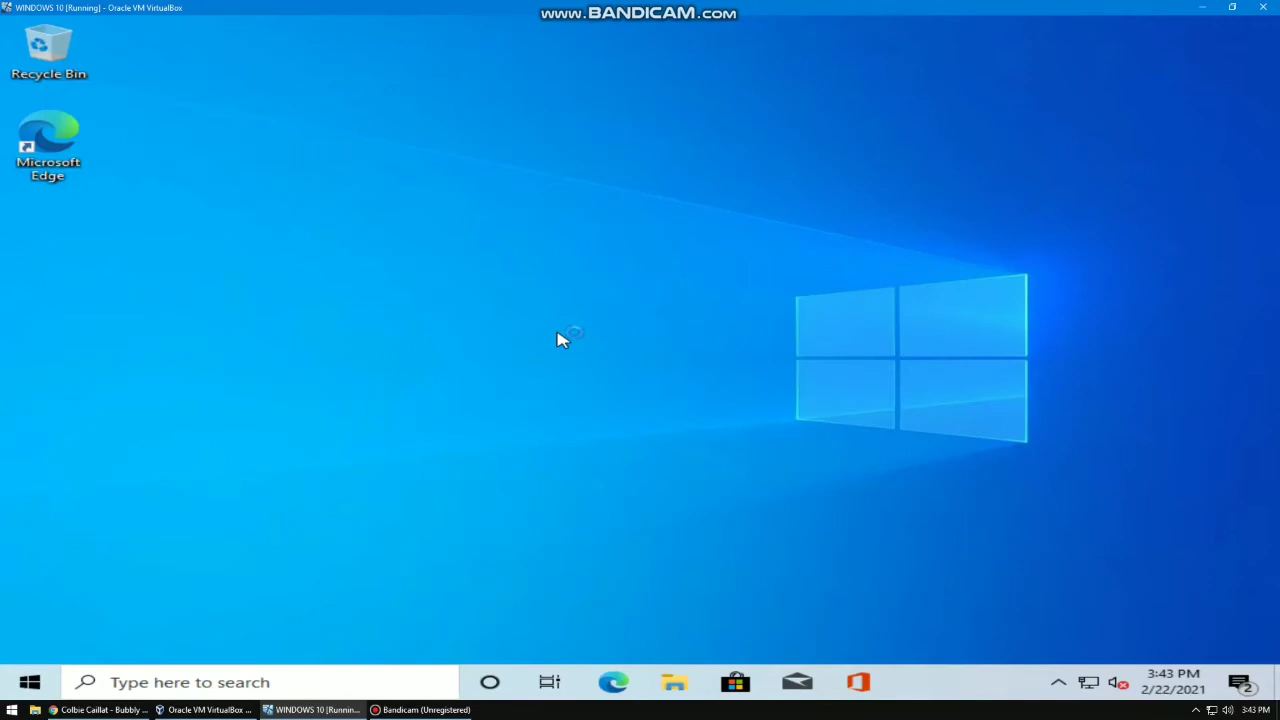 WINDOWS 10 [Running] - Oracle VM VirtualBox
www.BANDICAM.com
Recycle Bin
Microsoft
Edge
Type here to search
3:43 PM
2/22/2021
2
Colbie Caillat - Bubbly ...
Oracle VM VirtualBox ...
WINDOWS 10 [Runnin...
Bandicam (Unregistered)
3:43 PM